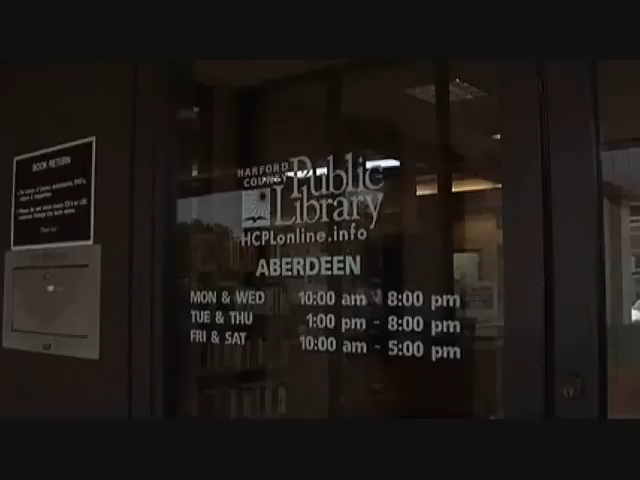 BOOK RETURN
HARFORD
COUNTY
Public
Library
HCPLonline.info
ABERDEEN
MON & WED 10:00 am - 8:00 pm
TUE & THU 1:00 pm - 8:00 pm
FRI & SAT 10:00 am - 5:00 pm